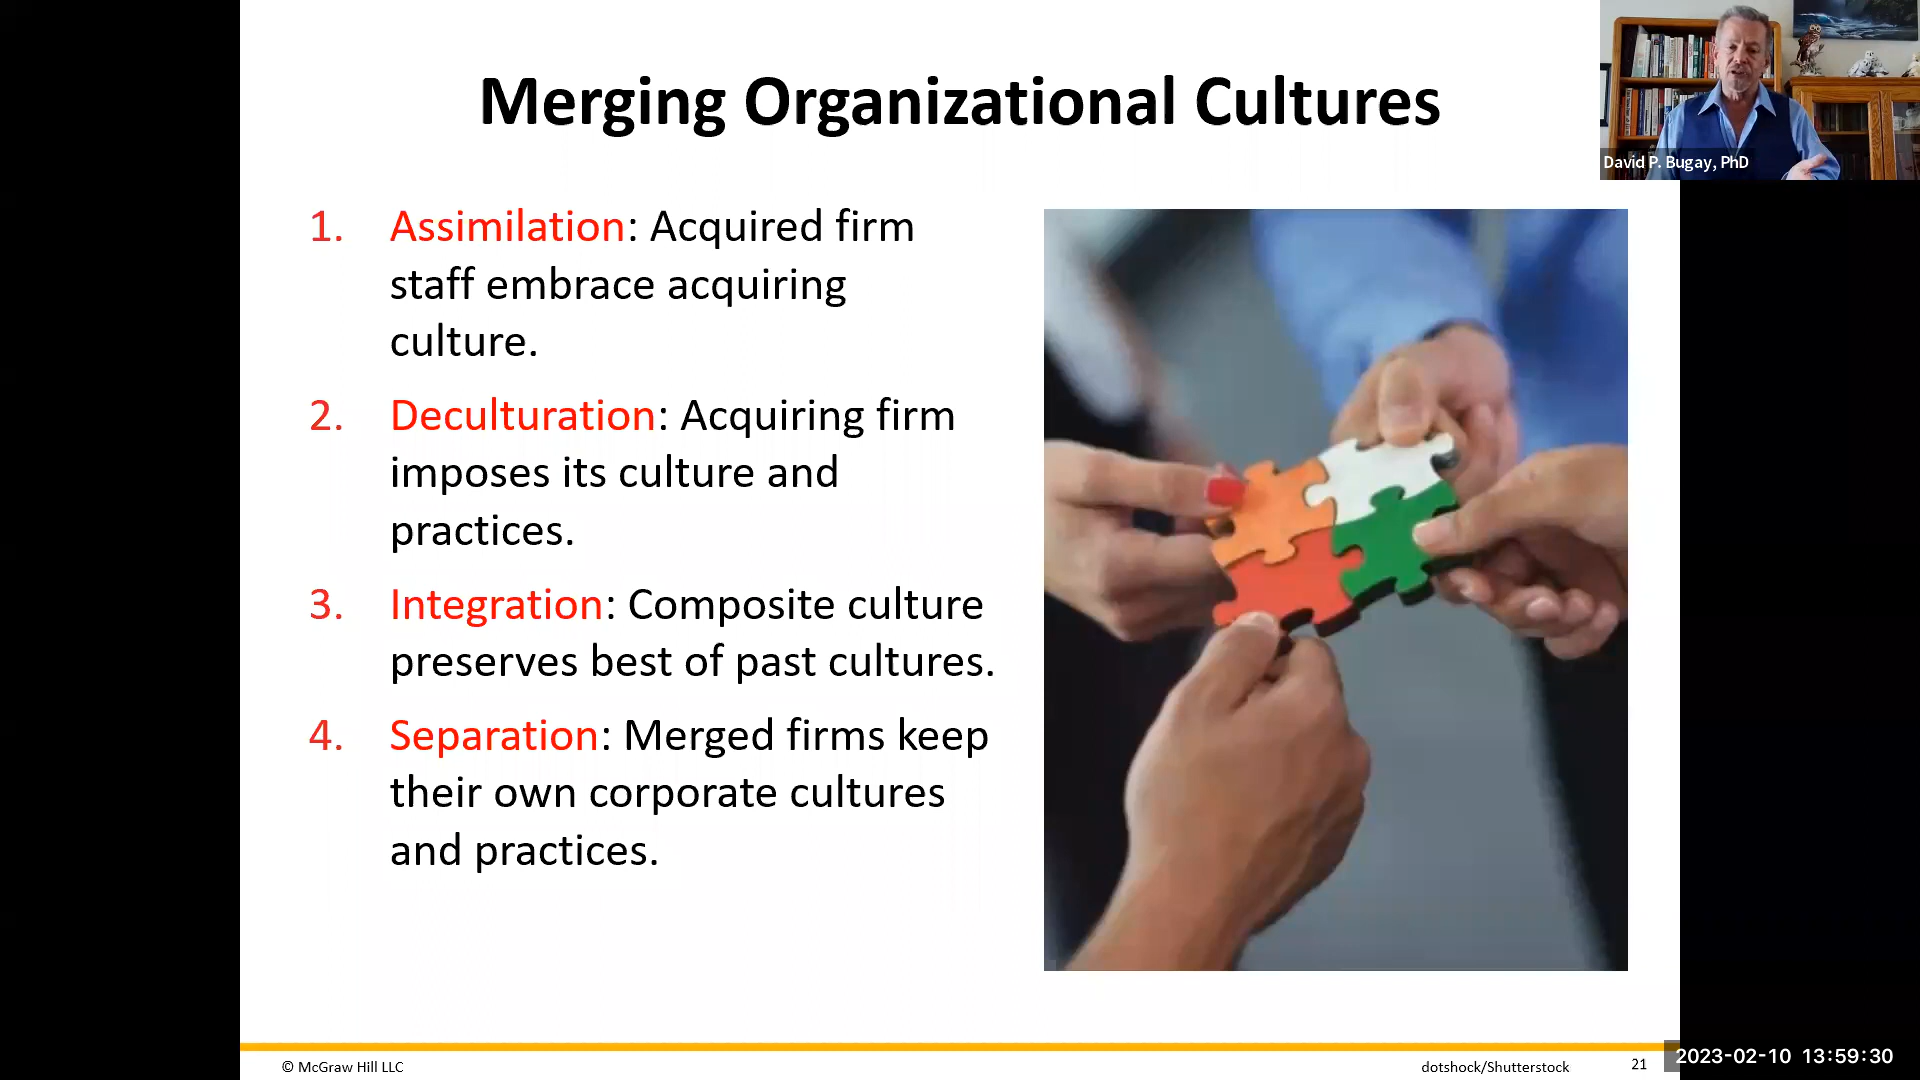 Merging Organizational Cultures
David P. Bugay, PhD
1. Assimilation: Acquired firm
staff embrace acquiring
culture.
2. Deculturation: Acquiring firm
imposes its culture and
practices.
3. Integration: Composite culture
preserves best of past cultures.
4. Separation: Merged firms keep
their own corporate cultures
and practices.
© McGraw Hill LLC
dotshock/Shutterstock
21
2023-02-10 13:59:30